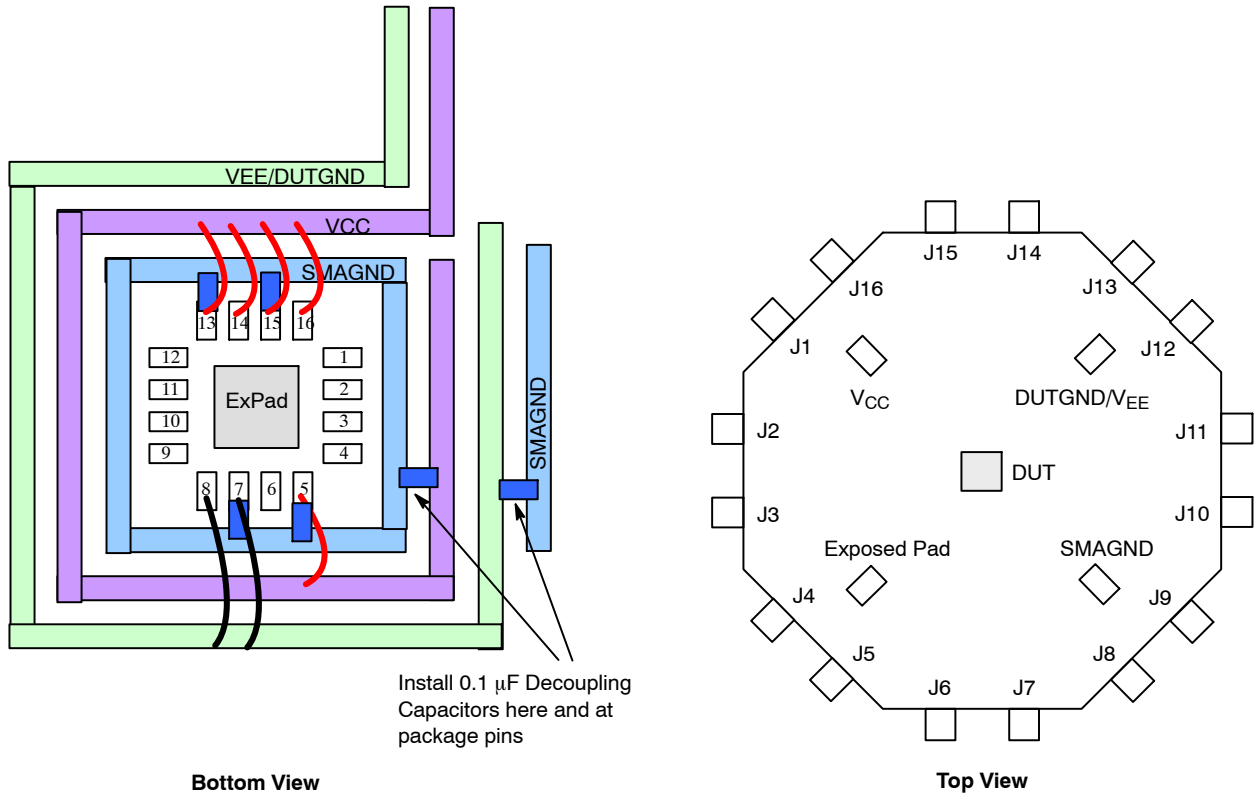 VEE/DUTGND
VCC
SMAGND
13 14 15 16
12
11
10
9
ExPad
1
2
3
4
8 7 6 5
SMAGND
Install 0.1 μF Decoupling
Capacitors here and at
package pins
Bottom View
J15 J14
J16 J13
J1 J12
VCC DUTGND/VEE
J2 J11
DUT
J3 J10
Exposed Pad SMAGND
J4 J9
J5 J8
J6 J7
Top View